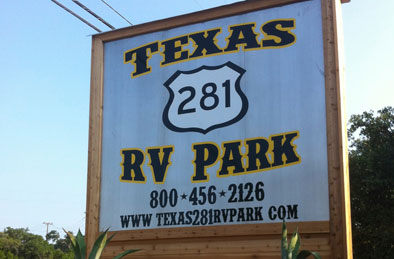 TEXAS
281
RV PARK
800★456★2126
WWW TEXAS281RVPARK COM